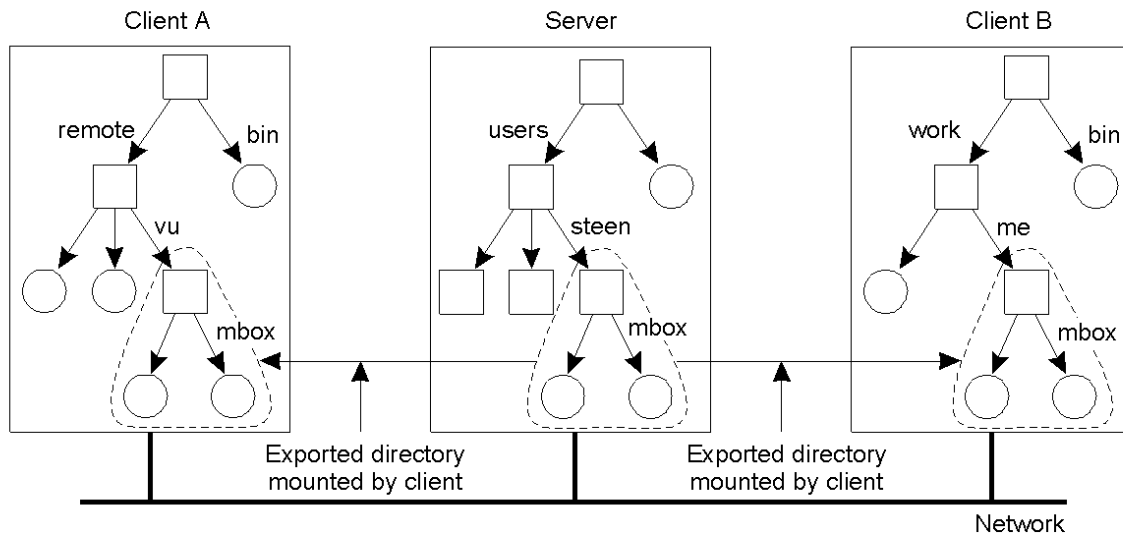 Client A
Server
Client B
remote
bin
users
work
bin
vu
steen
me
mbox
mbox
mbox
Exported directory
mounted by client
Exported directory
mounted by client
Network